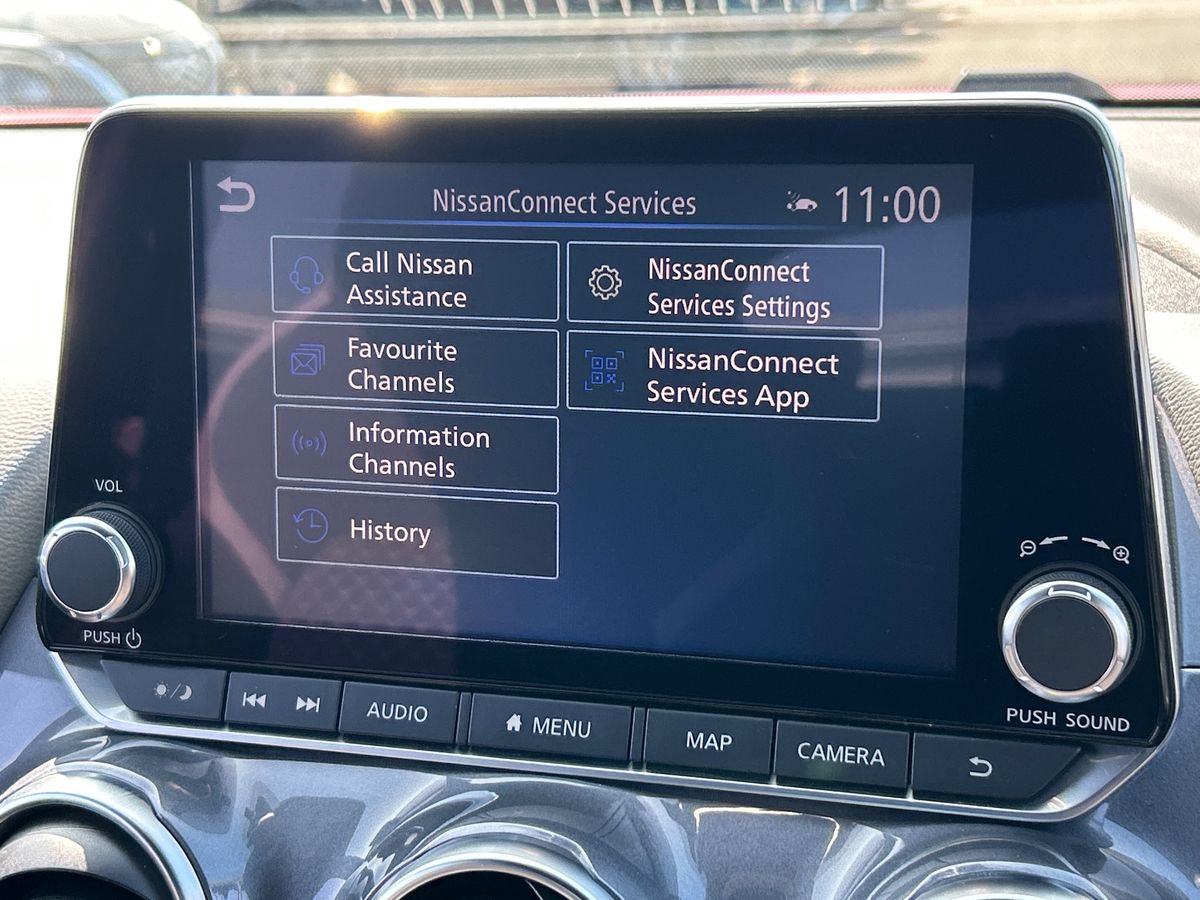 NissanConnect Services
11:00
Call Nissan
Assistance
NissanConnect
Services Settings
Favourite
Channels
NissanConnect
Services App
Information
Channels
History
VOL
PUSH
PUSH SOUND
AUDIO
MENU
MAP
CAMERA